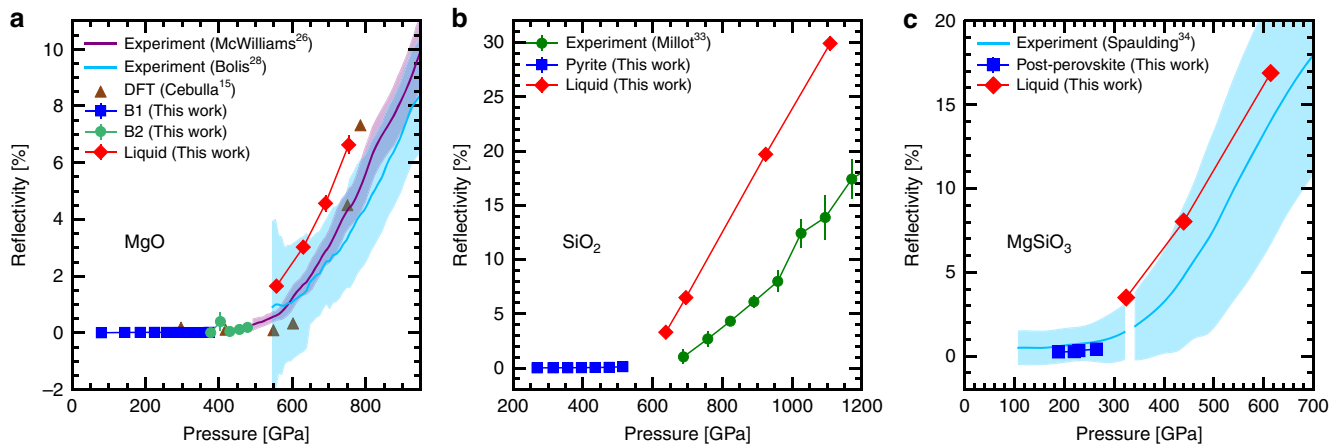 a
10
8
6
4
2
0
–2
Reflectivity [%]
Experiment (McWilliams26)
Experiment (Bolis28)
DFT (Cebulla15)
B1 (This work)
B2 (This work)
Liquid (This work)
MgO
0 200 400 600 800
Pressure [GPa]
b
30
25
20
15
10
5
0
Reflectivity [%]
Experiment (Millot33)
Pyrite (This work)
Liquid (This work)
SiO2
200 400 600 800 1000 1200
Pressure [GPa]
c
20
15
10
5
0
Reflectivity [%]
Experiment (Spaulding34)
Post-perovskite (This work)
Liquid (This work)
MgSiO3
0 100 200 300 400 500 600 700
Pressure [GPa]